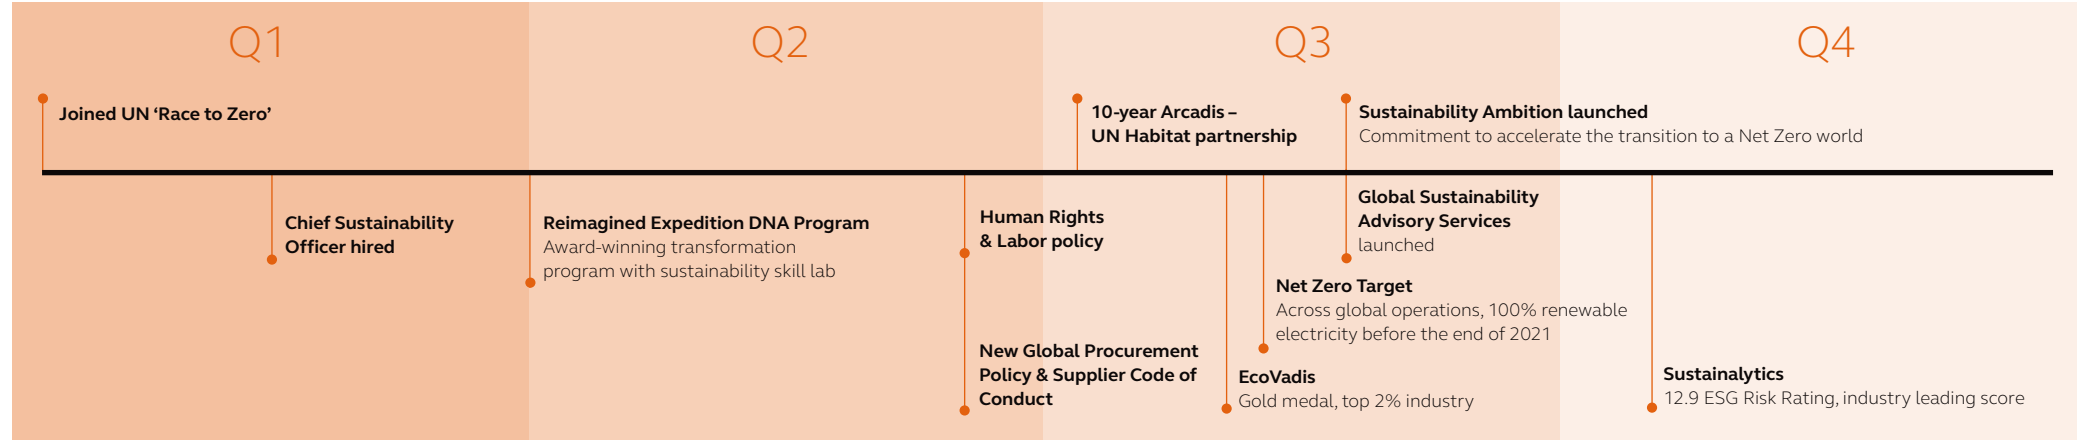 Q1
Q2
Q3
Q4
Joined UN ‘Race to Zero’
10-year Arcadis –
UN Habitat partnership
Sustainability Ambition launched
Commitment to accelerate the transition to a Net Zero world
Chief Sustainability
Officer hired
Reimagined Expedition DNA Program
Award-winning transformation
program with sustainability skill lab
Human Rights
& Labor policy
New Global Procurement
Policy & Supplier Code of
Conduct
Global Sustainability
Advisory Services
launched
Net Zero Target
Across global operations, 100% renewable
electricity before the end of 2021
EcoVadis
Gold medal, top 2% industry
Sustainalytics
12.9 ESG Risk Rating, industry leading score